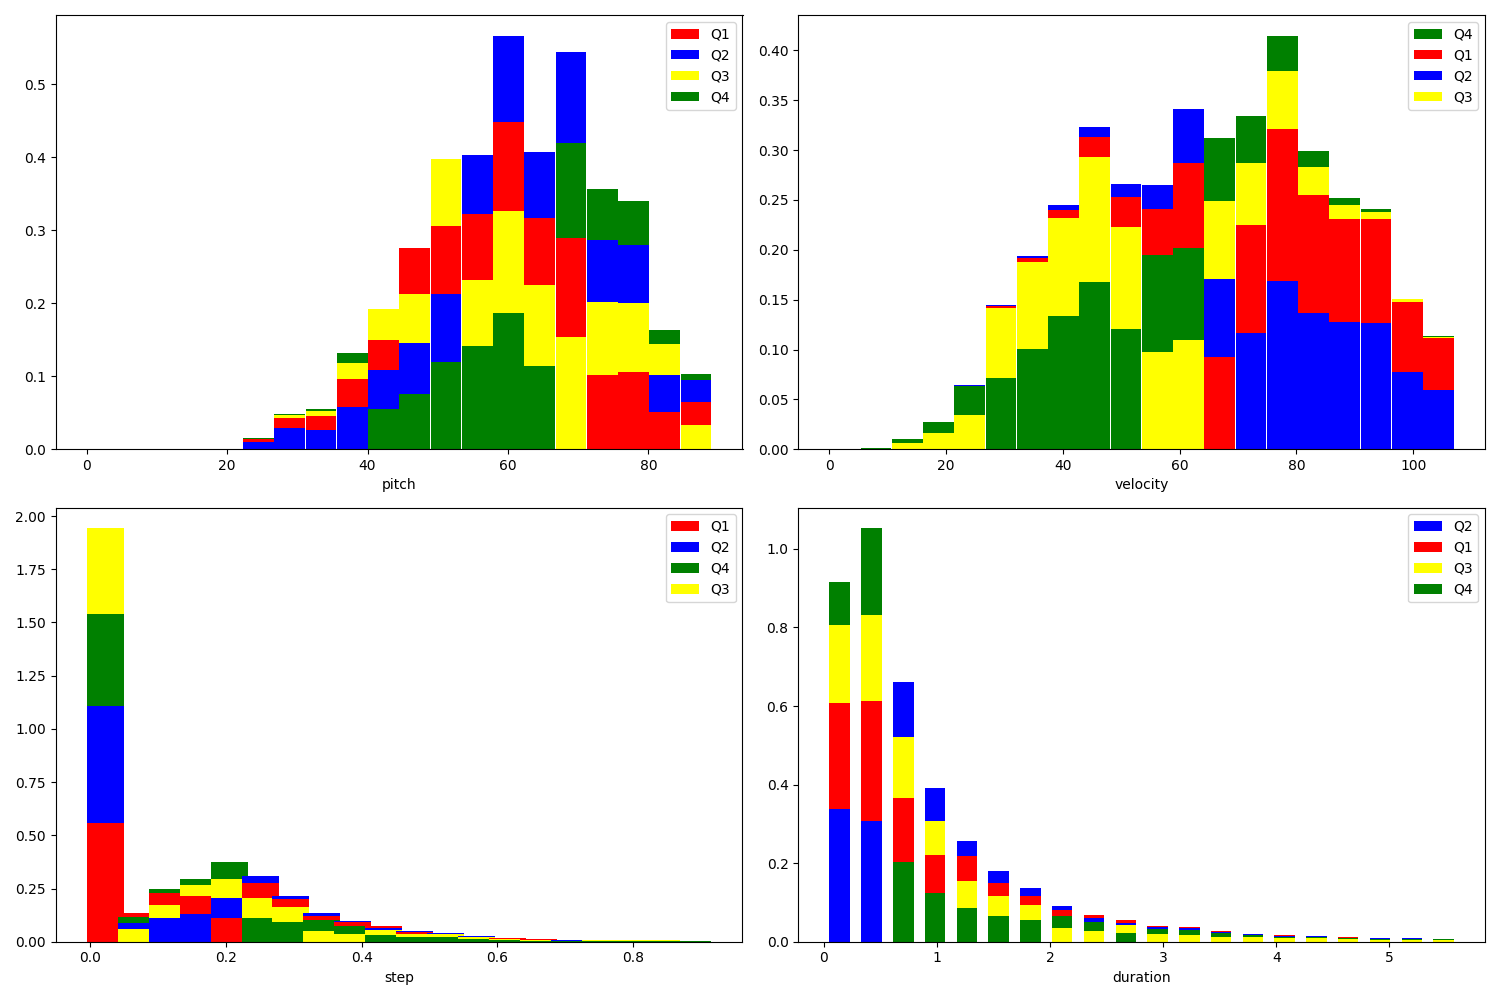 Q1
Q2
Q3
Q4
0.5
0.4
0.3
0.2
0.1
0.0
0 20 40 60 80
pitch
Q4
Q1
Q2
Q3
0.40
0.35
0.30
0.25
0.20
0.15
0.10
0.05
0.00
0 20 40 60 80 100
velocity
Q1
Q2
Q4
Q3
2.00
1.75
1.50
1.25
1.00
0.75
0.50
0.25
0.00
0.0 0.2 0.4 0.6 0.8
step
Q2
Q1
Q3
Q4
1.0
0.8
0.6
0.4
0.2
0.0
0 1 2 3 4 5
duration